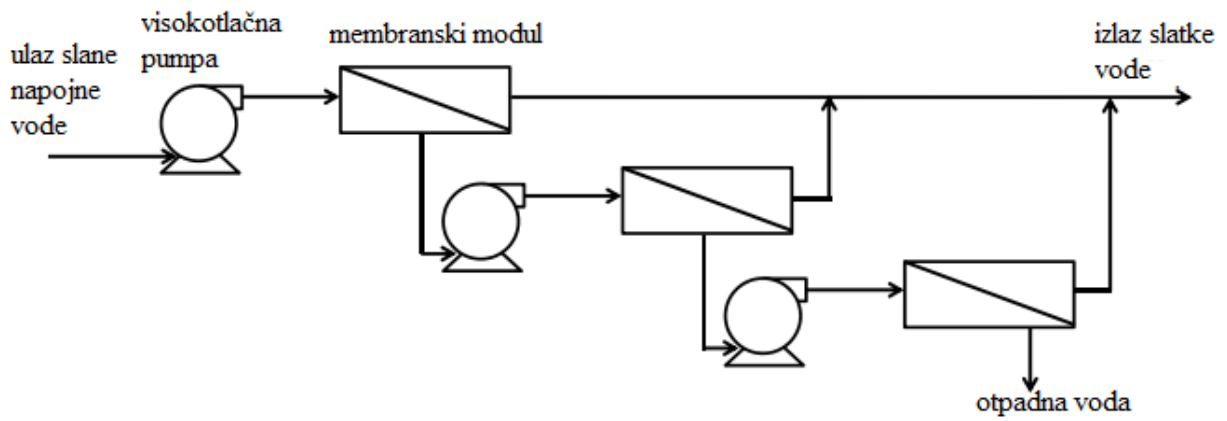 ulaz slane
napojne
vode
visokotlačna
pumpa
membranski modul
izlaz slatke
vode
otpadna voda